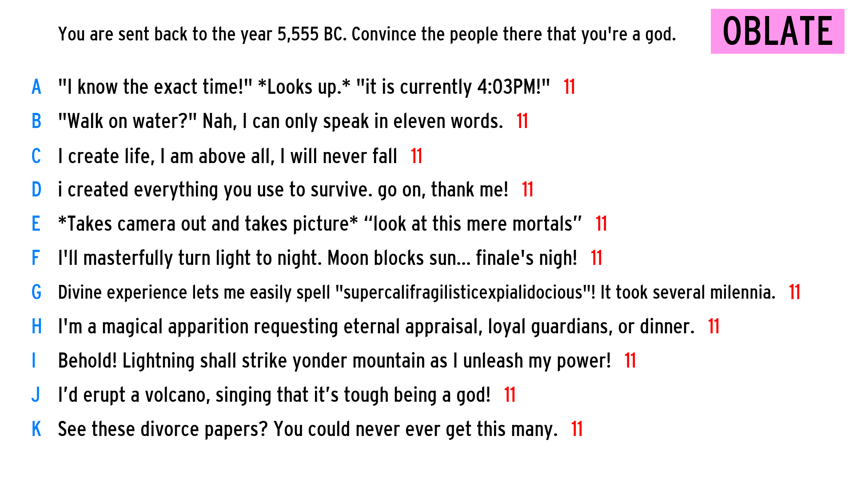 You are sent back to the year 5,555 BC. Convince the people there that you're a god.
OBLATE
A "I know the exact time!" *Looks up.* "it is currently 4:03PM!" 11
B "Walk on water?" Nah, I can only speak in eleven words. 11
C I create life, I am above all, I will never fall 11
D i created everything you use to survive. go on, thank me! 11
E *Takes camera out and takes picture* “look at this mere mortals” 11
F I'll masterfully turn light to night. Moon blocks sun... finale's nigh! 11
G Divine experience lets me easily spell "supercalifragilisticexpialidocious"! It took several milennia. 11
H I'm a magical apparition requesting eternal appraisal, loyal guardians, or dinner. 11
I Behold! Lightning shall strike yonder mountain as I unleash my power! 11
J I’d erupt a volcano, singing that it’s tough being a god! 11
K See these divorce papers? You could never ever get this many. 11